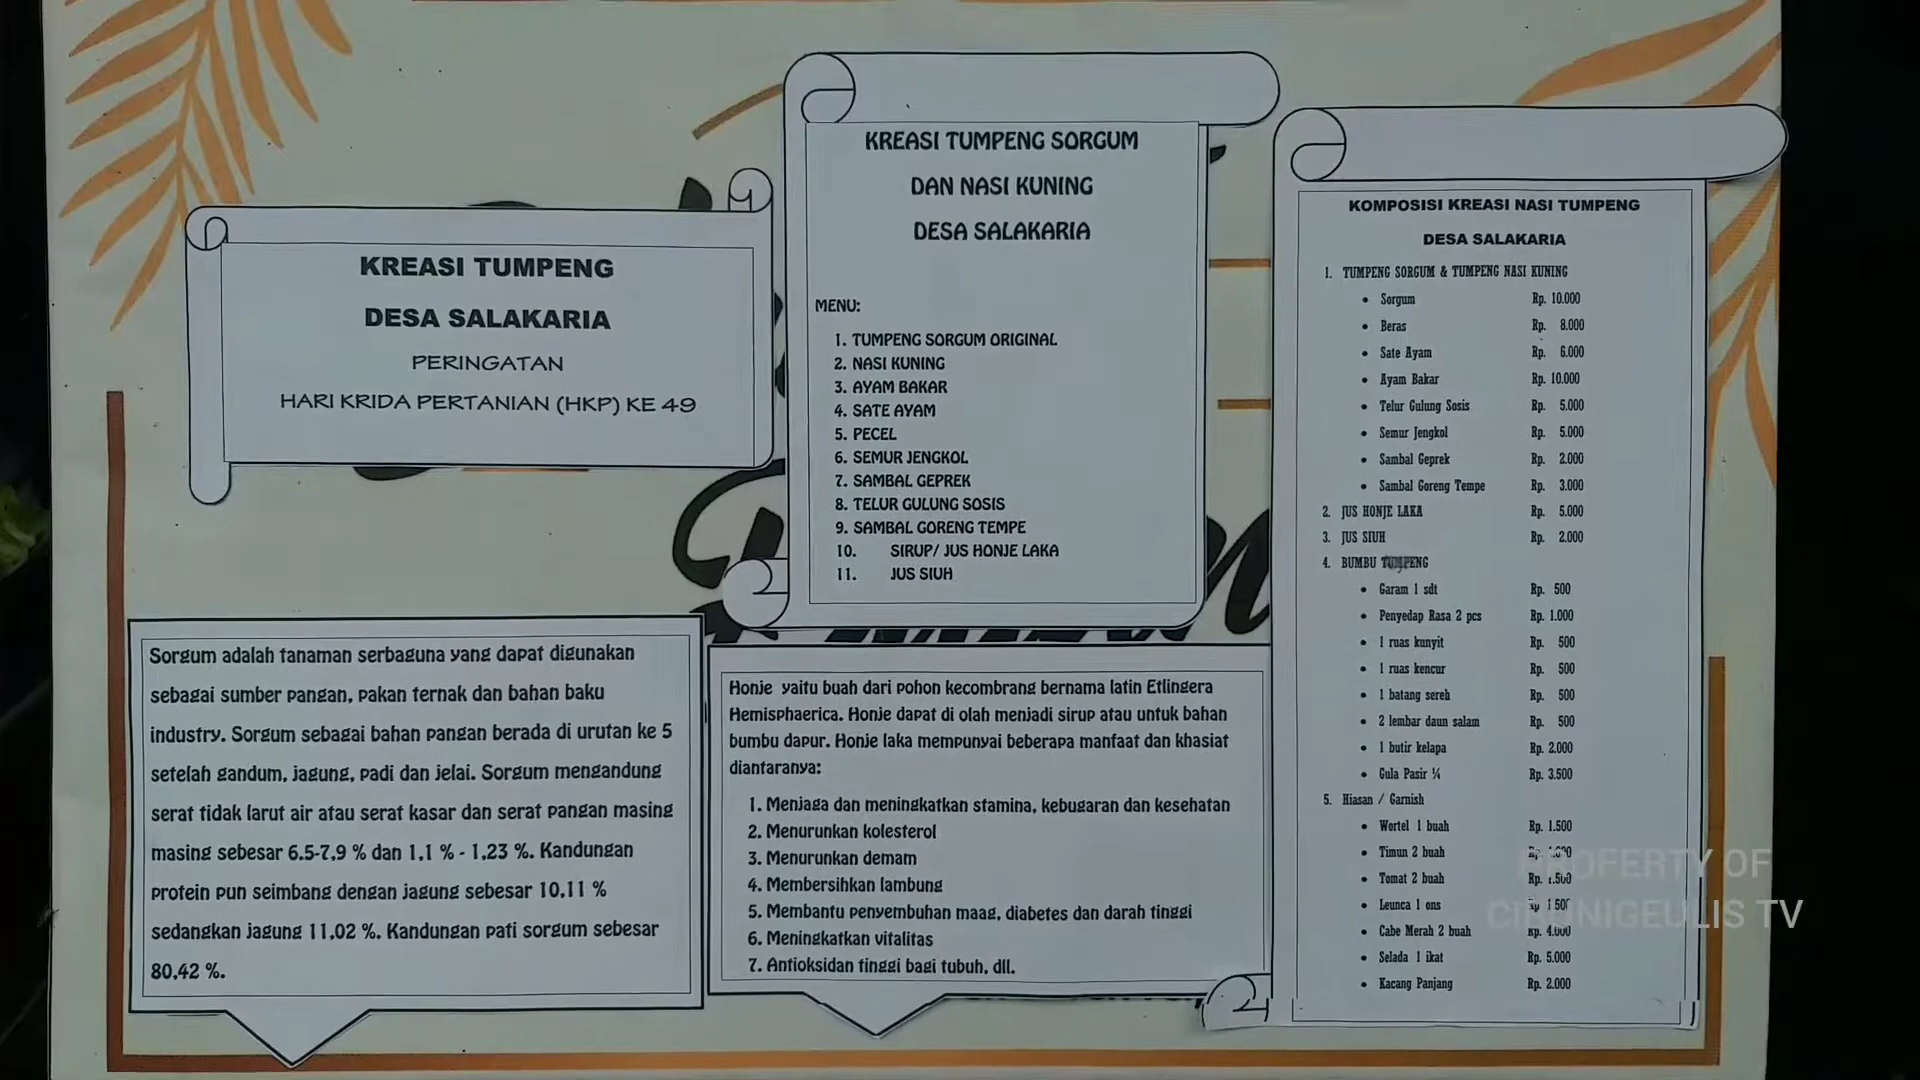 KREASI TUMPENG
DESA SALAKARIA
PERINGATAN
HARI KRIDA PERTANIAN (HKP) KE 49
KREASI TUMPENG SORGUM
DAN NASI KUNING
DESA SALAKARIA
MENU:
1. TUMPENG SORGUM ORIGINAL
2. NASI KUNING
3. AYAM BAKAR
4. SATE AYAM
5. PECEL
6. SEMUR JENGKOL
7. SAMBAL GEPREK
8. TELUR GULUNG SOSIS
9. SAMBAL GORENG TEMPE
10. SIRUP/ JUS HONJE LAKA
11. JUS SIUH
Sorgum adalah tanaman serbaguna yang dapat digunakan
sebagai sumber pangan, pakan ternak dan bahan baku
industry. Sorgum sebagai bahan pangan berada di urutan ke 5
setelah gandum, jagung, padi dan jelai. Sorgum mengandung
serat tidak larut air atau serat kasar dan serat pangan masing
masing sebesar 6.5-7,9 % dan 1,1 % - 1,23 %. Kandungan
protein pun seimbang dengan jagung sebesar 10,11 %
sedangkan jagung 11,02 %. Kandungan pati sorgum sebesar
80,42 %.
Honje yaitu buah dari pohon kecombrang bernama latin Etlingera
Hemisphaerica. Honje dapat di olah menjadi sirup atau untuk bahan
bumbu dapur. Honje laka mempunyai beberapa manfaat dan khasiat
diantaranya:
1. Menjaga dan meningkatkan stamina, kebugaran dan kesehatan
2. Menurunkan kolesterol
3. Menurunkan demam
4. Membersihkan lambung
5. Membantu penyembuhan maag, diabetes dan darah tinggi
6. Meningkatkan vitalitas
7. Antioksidan tinggi bagi tubuh, dll.
KOMPOSISI KREASI NASI TUMPENG
DESA SALAKARIA
1. TUMPENG SORGUM & TUMPENG NASI KUNING
• Sorgum Rp. 10.000
• Beras Rp. 8.000
• Sate Ayam Rp. 6.000
• Ayam Bakar Rp. 10.000
• Telur Gulung Sosis Rp. 5.000
• Semur Jengkol Rp. 5.000
• Sambal Geprek Rp. 2.000
• Sambal Goreng Tempe Rp. 3.000
2. JUS HONJE LAKA Rp. 5.000
3. JUS SIUH Rp. 2.000
4. BUMBU TUMPENG
• Garam 1 sdt Rp. 500
• Penyedap Rasa 2 pcs Rp. 1.000
• 1 ruas kunyit Rp. 500
• 1 ruas kencur Rp. 500
• 1 batang sereh Rp. 500
• 2 lembar daun salam Rp. 500
• 1 butir kelapa Rp. 2.000
• Gula Pasir ¼ Rp. 3.500
5. Hiasan / Garnish
• Wortel 1 buah Rp. 1.500
• Timun 2 buah Rp.
• Tomat 2 buah Rp. 1.500
• Leunca 1 ons Rp 1 500
• Cabe Merah 2 buah Rp. 4.000
• Selada 1 ikat Rp. 5.000
• Kacang Panjang Rp. 2.000
PROPERTY OF
CIKONIGEULIS TV